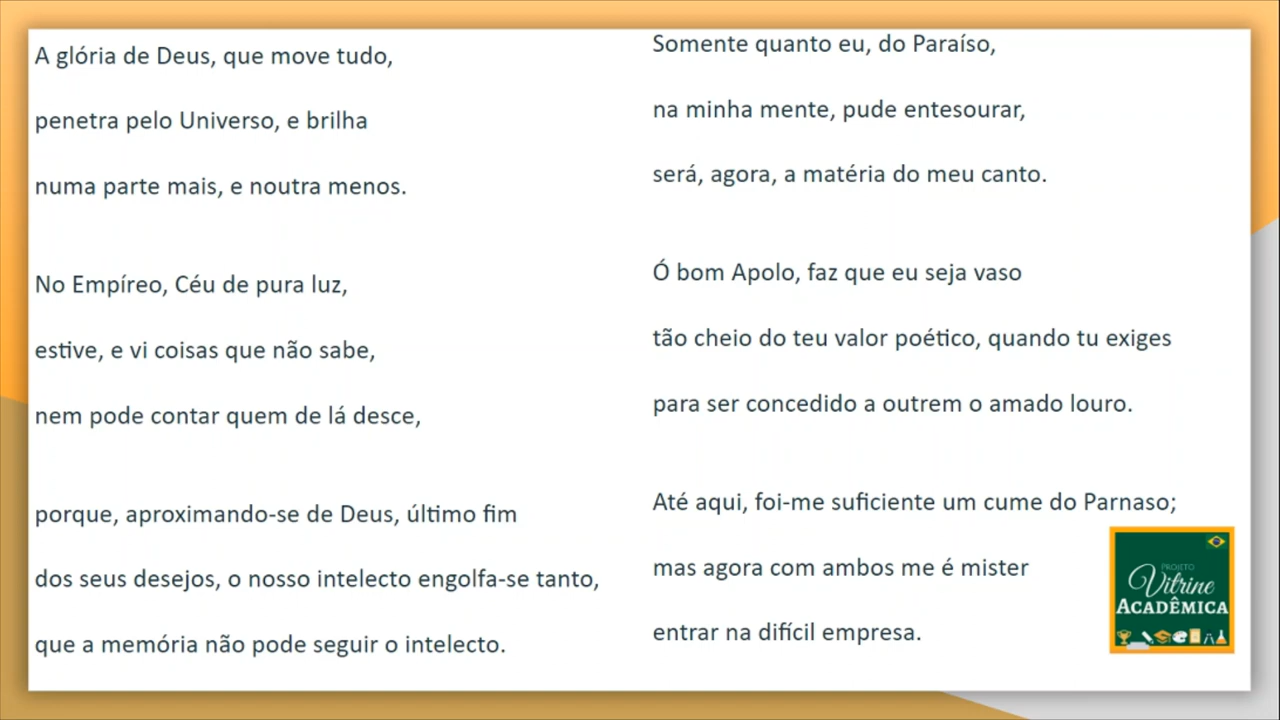 A glória de Deus, que move tudo,
penetra pelo Universo, e brilha
numa parte mais, e noutra menos.
No Empíreo, Céu de pura luz,
estive, e vi coisas que não sabe,
nem pode contar quem de lá desce,
porque, aproximando-se de Deus, último fim
dos seus desejos, o nosso intelecto engolfa-se tanto,
que a memória não pode seguir o intelecto.
Somente quanto eu, do Paraíso,
na minha mente, pude entesourar,
será, agora, a matéria do meu canto.
Ó bom Apolo, faz que eu seja vaso
tão cheio do teu valor poético, quando tu exiges
para ser concedido a outrem o amado louro.
Até aqui, foi-me suficiente um cume do Parnaso;
mas agora com ambos me é mister
entrar na difícil empresa.
PROJETO
Vitrine
ACADÊMICA